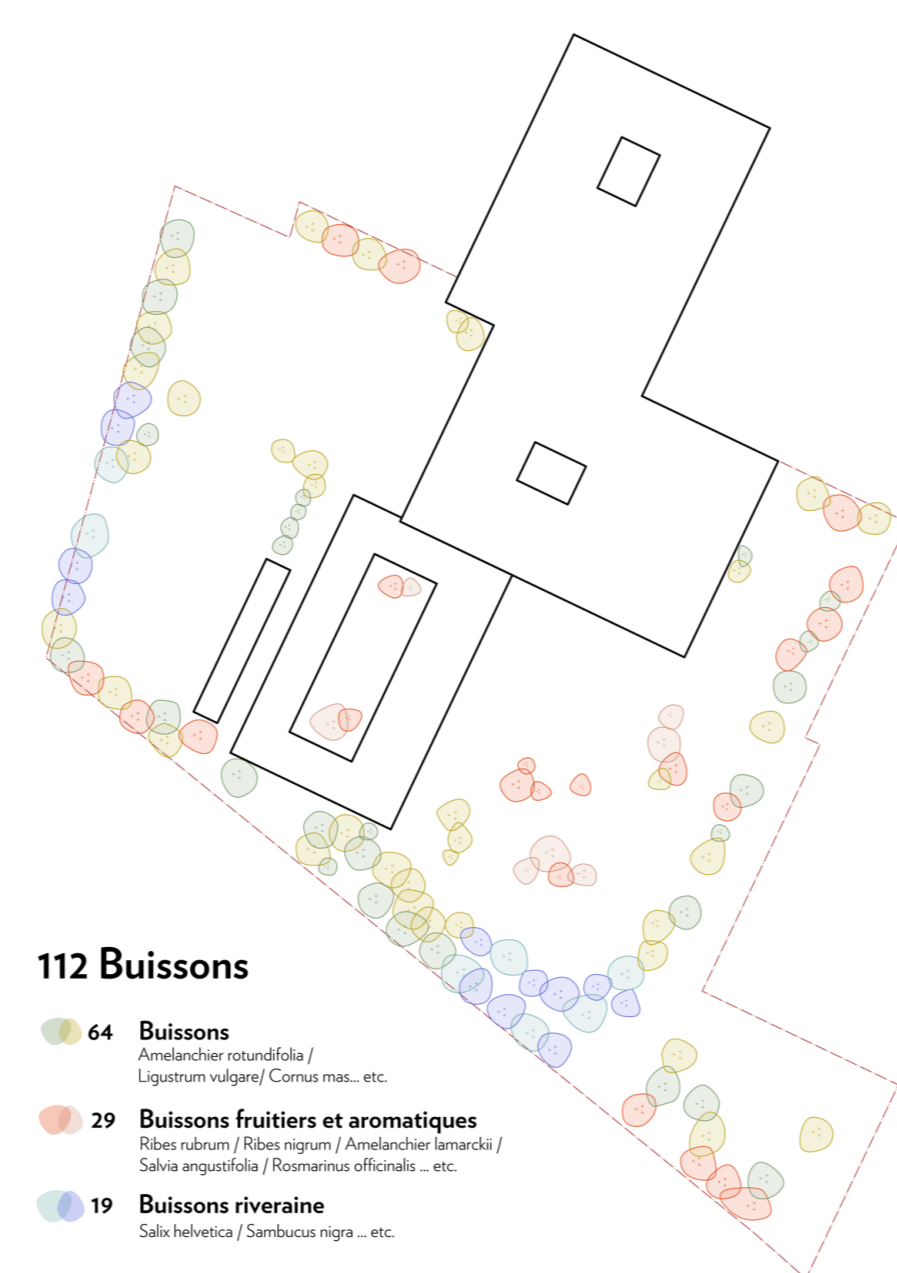 112 Buissons
64 Buissons
Amelanchier rotundifolia /
Ligustrum vulgare/ Cornus mas... etc.
29 Buissons fruitiers et aromatiques
Ribes rubrum / Ribes nigrum / Amelanchier lamarckii /
Salvia angustifolia / Rosmarinus officinalis ... etc.
19 Buissons riveraine
Salix helvetica / Sambucus nigra ... etc.